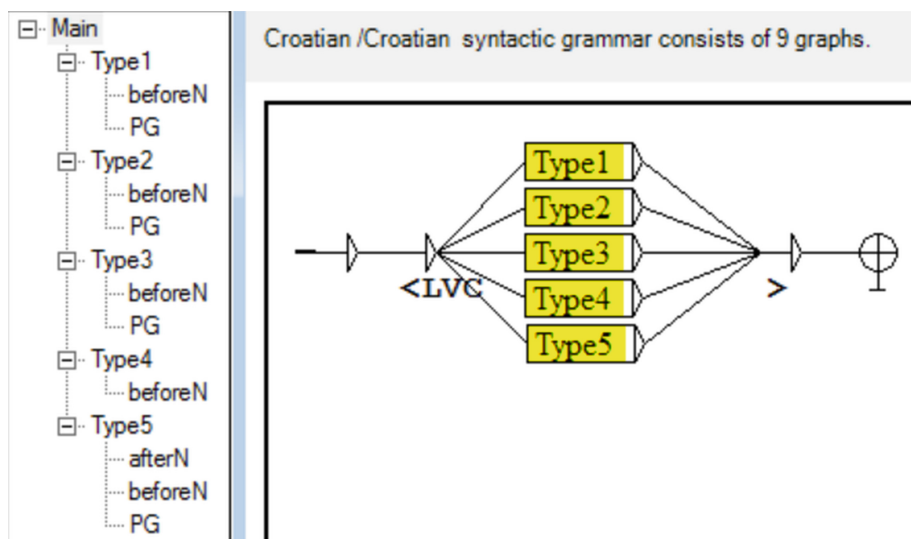 Main
Type1
beforeN
PG
Type2
beforeN
PG
Type3
beforeN
PG
Type4
beforeN
Type5
afterN
beforeN
PG
Croatian /Croatian syntactic grammar consists of 9 graphs.
Type1
Type2
Type3
<LVC >
Type4
Type5